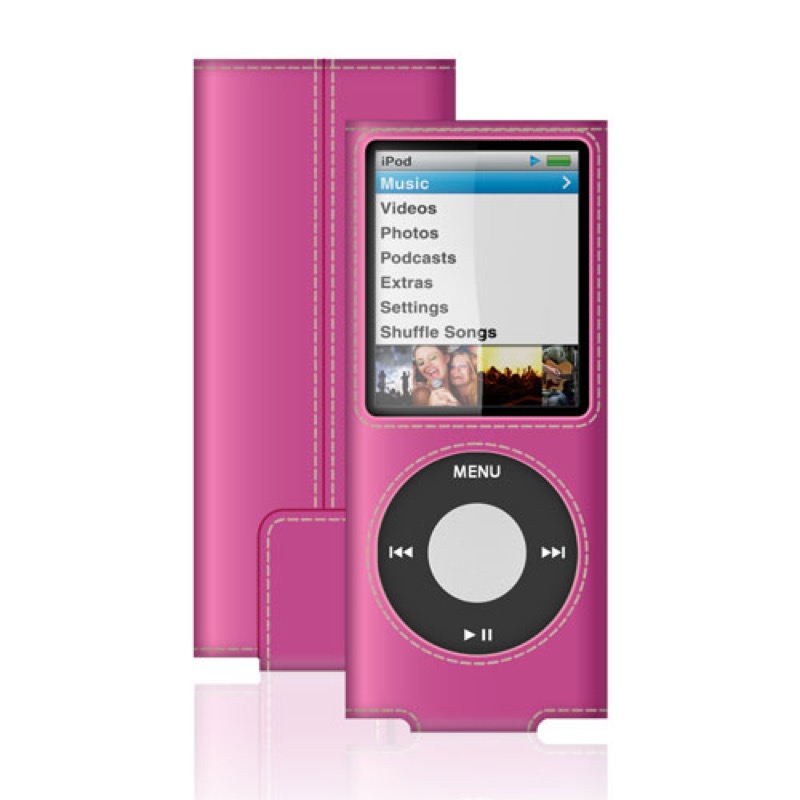 iPod
Music
Videos
Photos
Podcasts
Extras
Settings
Shuffle Songs
MENU